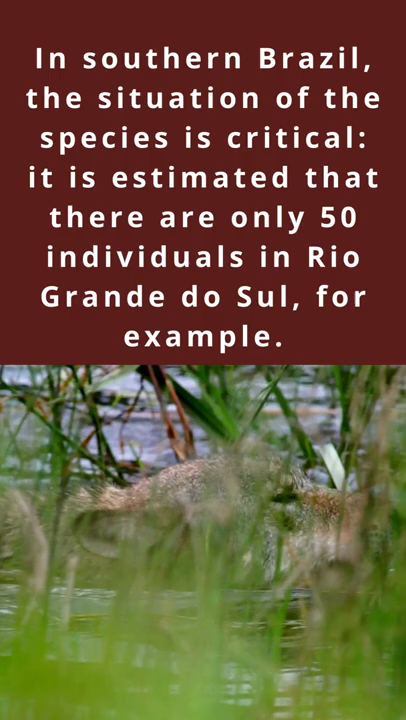 In southern Brazil,
the situation of the
species is critical:
it is estimated that
there are only 50
individuals in Rio
Grande do Sul, for
example.